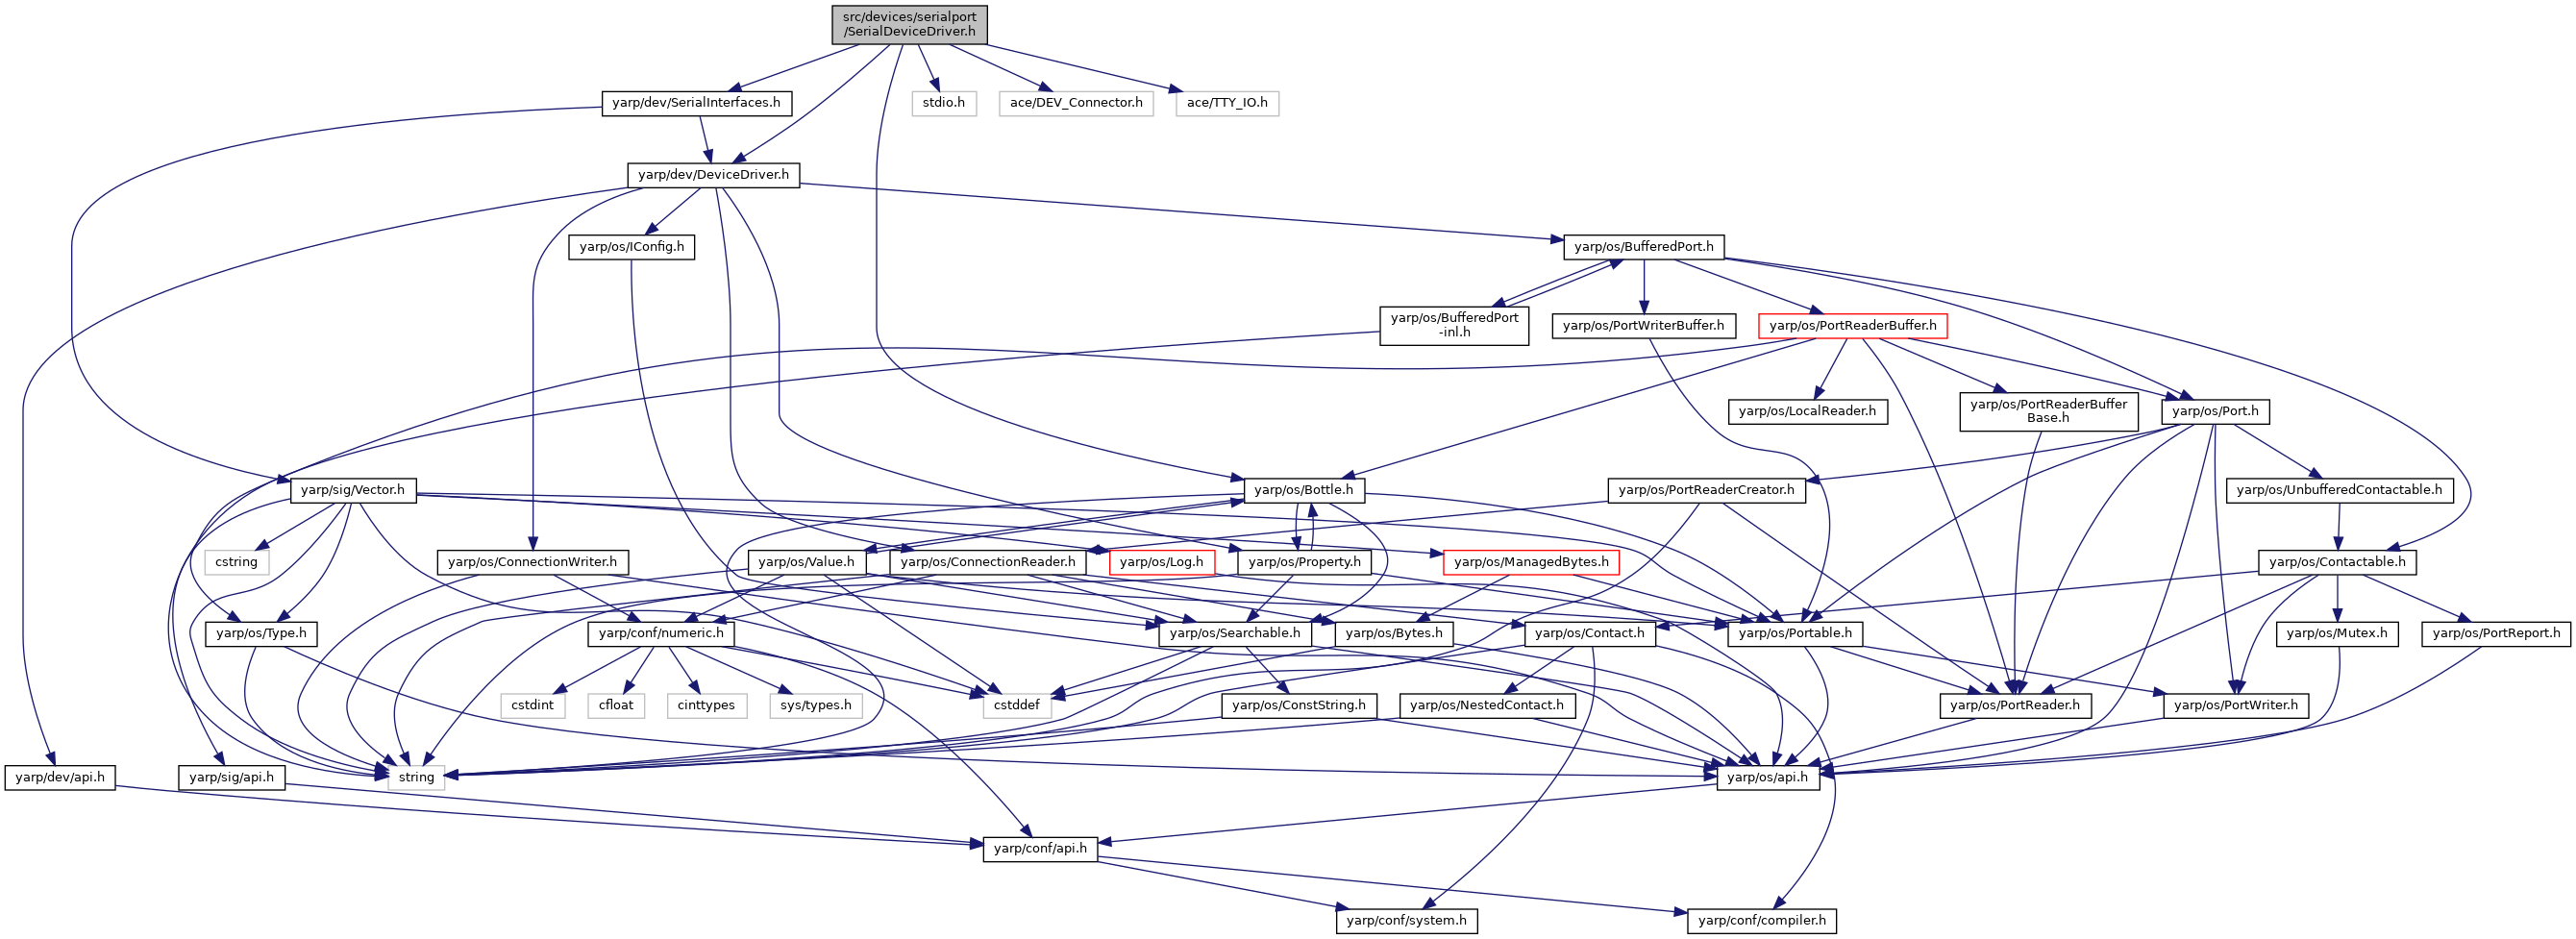 src/devices/serialport
/SerialDeviceDriver.h
yarp/dev/SerialInterfaces.h
stdio.h
ace/DEV_Connector.h
ace/TTY_IO.h
yarp/dev/DeviceDriver.h
yarp/os/IConfig.h
yarp/os/BufferedPort.h
yarp/os/BufferedPort
-inl.h
yarp/os/PortWriterBuffer.h
yarp/os/PortReaderBuffer.h
yarp/os/LocalReader.h
yarp/os/PortReaderBuffer
Base.h
yarp/os/Port.h
yarp/sig/Vector.h
yarp/os/Bottle.h
yarp/os/PortReaderCreator.h
yarp/os/UnbufferedContactable.h
cstring
yarp/os/ConnectionWriter.h
yarp/os/Value.h
yarp/os/ConnectionReader.h
yarp/os/Log.h
yarp/os/Property.h
yarp/os/ManagedBytes.h
yarp/os/Contactable.h
yarp/os/Type.h
yarp/conf/numeric.h
yarp/os/Searchable.h
yarp/os/Bytes.h
yarp/os/Contact.h
yarp/os/Portable.h
yarp/os/Mutex.h
yarp/os/PortReport.h
cstdint
cfloat
cinttypes
sys/types.h
cstddef
yarp/os/ConstString.h
yarp/os/NestedContact.h
yarp/os/PortReader.h
yarp/os/PortWriter.h
yarp/dev/api.h
yarp/sig/api.h
string
yarp/os/api.h
yarp/conf/api.h
yarp/conf/system.h
yarp/conf/compiler.h